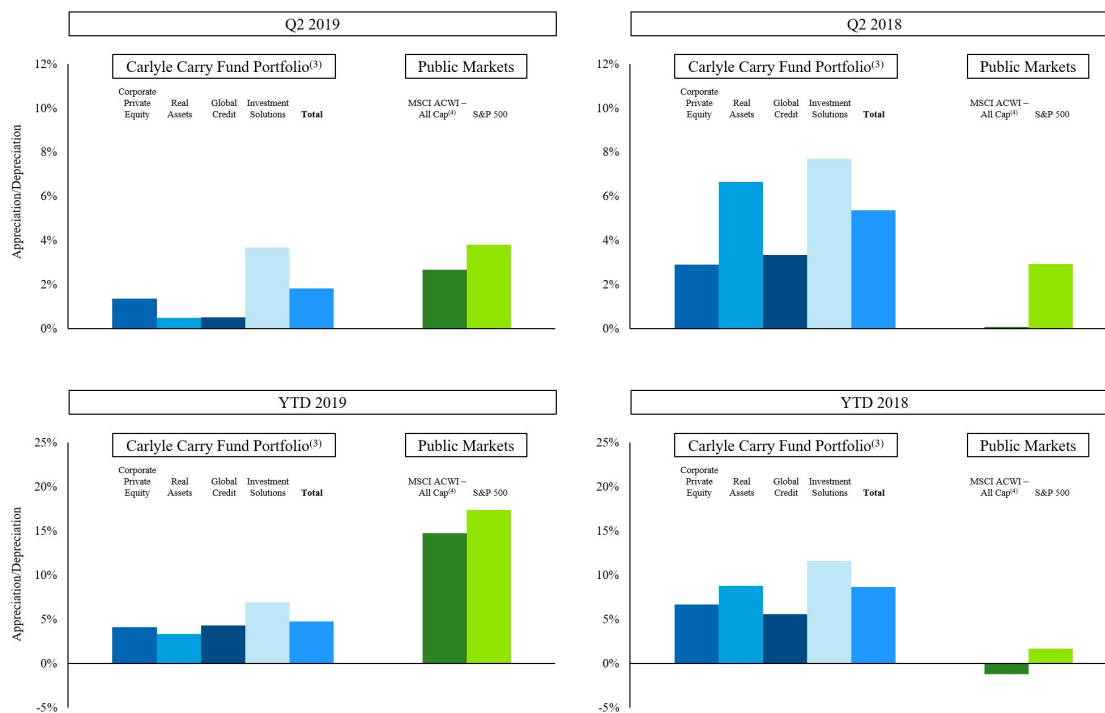 Q2 2019
Carlyle Carry Fund Portfolio(3)
Public Markets
Corporate
Private
Equity
Real
Assets
Global
Credit
Investment
Solutions
Total
MSCI ACWI –
All Cap(4)
S&P 500
Appreciation/Depreciation
12%
10%
8%
6%
4%
2%
0%
Q2 2018
Carlyle Carry Fund Portfolio(3)
Public Markets
Corporate
Private
Equity
Real
Assets
Global
Credit
Investment
Solutions
Total
MSCI ACWI –
All Cap(4)
S&P 500
12%
10%
8%
6%
4%
2%
0%
YTD 2019
Carlyle Carry Fund Portfolio(3)
Public Markets
Corporate
Private
Equity
Real
Assets
Global
Credit
Investment
Solutions
Total
MSCI ACWI –
All Cap(4)
S&P 500
Appreciation/Depreciation
25%
20%
15%
10%
5%
0%
-5%
YTD 2018
Carlyle Carry Fund Portfolio(3)
Public Markets
Corporate
Private
Equity
Real
Assets
Global
Credit
Investment
Solutions
Total
MSCI ACWI –
All Cap(4)
S&P 500
25%
20%
15%
10%
5%
0%
-5%